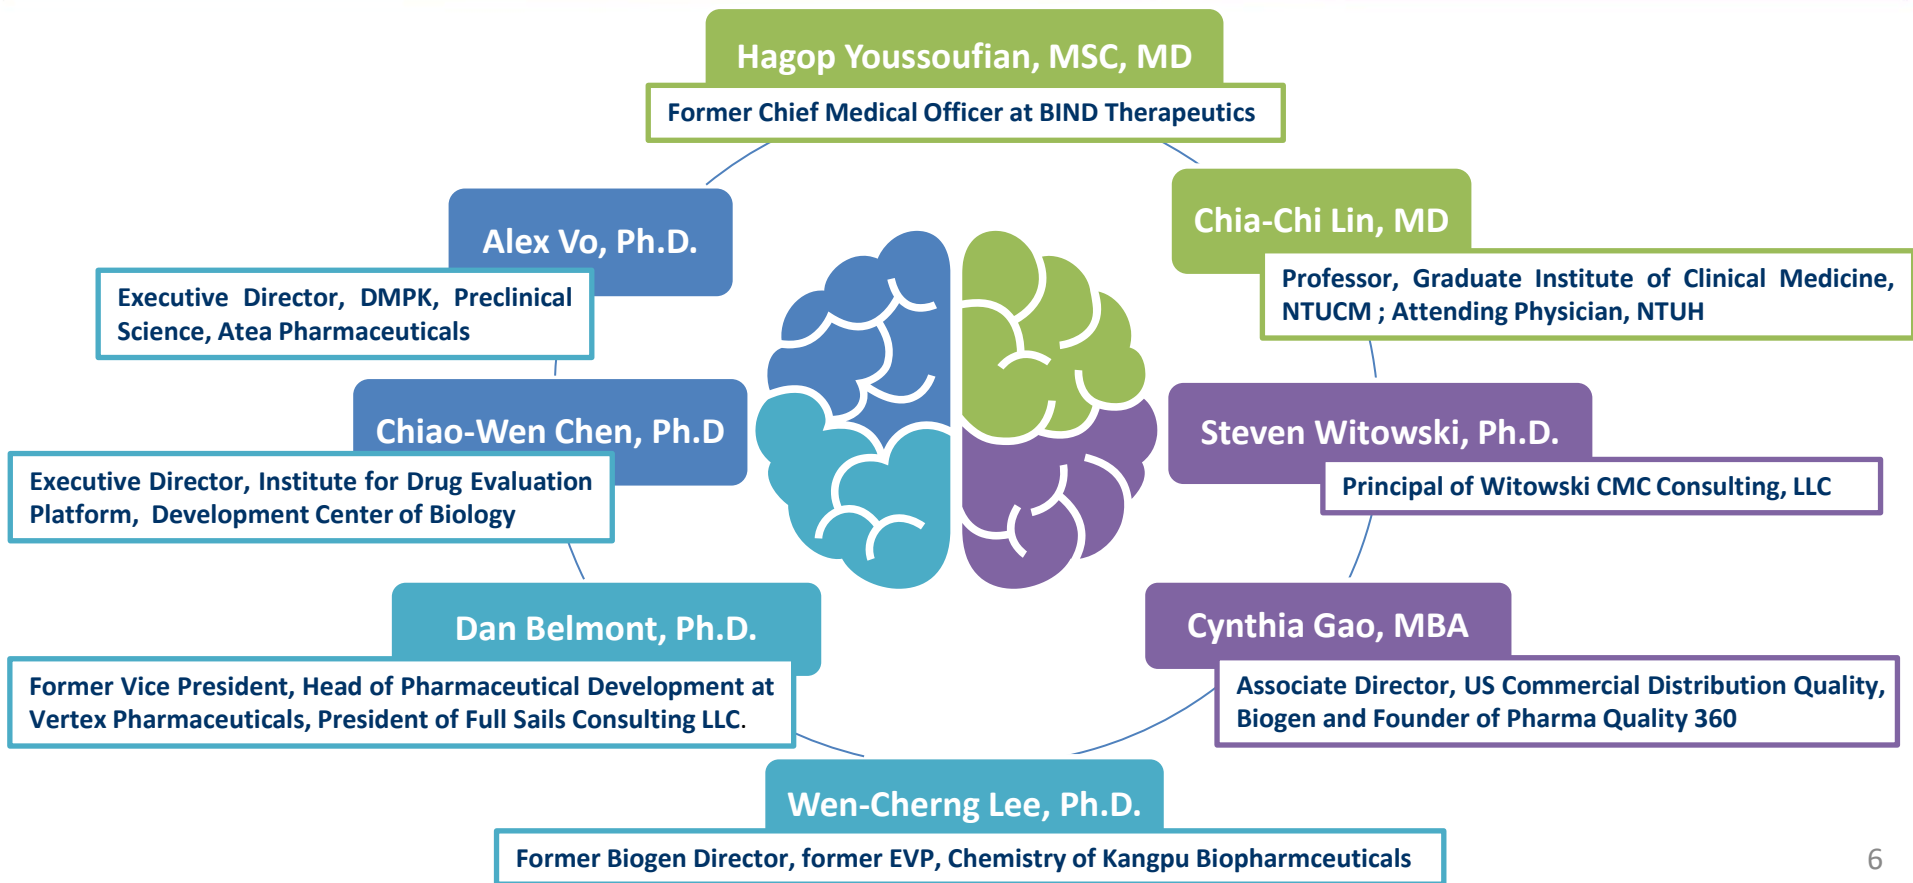 Hagop Youssoufian, MSC, MD
Former Chief Medical Officer at BIND Therapeutics
Chia-Chi Lin, MD
Professor, Graduate Institute of Clinical Medicine,
NTUCM ; Attending Physician, NTUH
Alex Vo, Ph.D.
Executive Director, DMPK, Preclinical
Science, Atea Pharmaceuticals
Chiao-Wen Chen, Ph.D
Executive Director, Institute for Drug Evaluation
Platform, Development Center of Biology
Steven Witowski, Ph.D.
Principal of Witowski CMC Consulting, LLC
Dan Belmont, Ph.D.
Former Vice President, Head of Pharmaceutical Development at
Vertex Pharmaceuticals, President of Full Sails Consulting LLC.
Cynthia Gao, MBA
Associate Director, US Commercial Distribution Quality,
Biogen and Founder of Pharma Quality 360
Wen-Cherng Lee, Ph.D.
Former Biogen Director, former EVP, Chemistry of Kangpu Biopharmceuticals
6